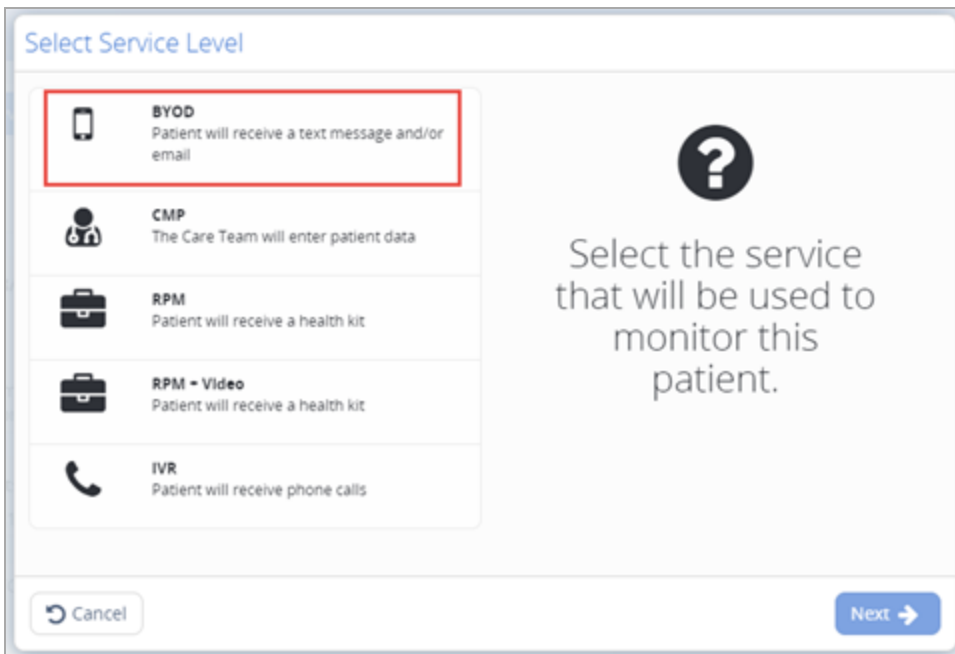 Select Service Level
BYOD
Patient will receive a text message and/or
email
CMP
The Care Team will enter patient data
RPM
Patient will receive a health kit
RPM - Video
Patient will receive a health kit
IVR
Patient will receive phone calls
Select the service
that will be used to
monitor this
patient.
Cancel
Next